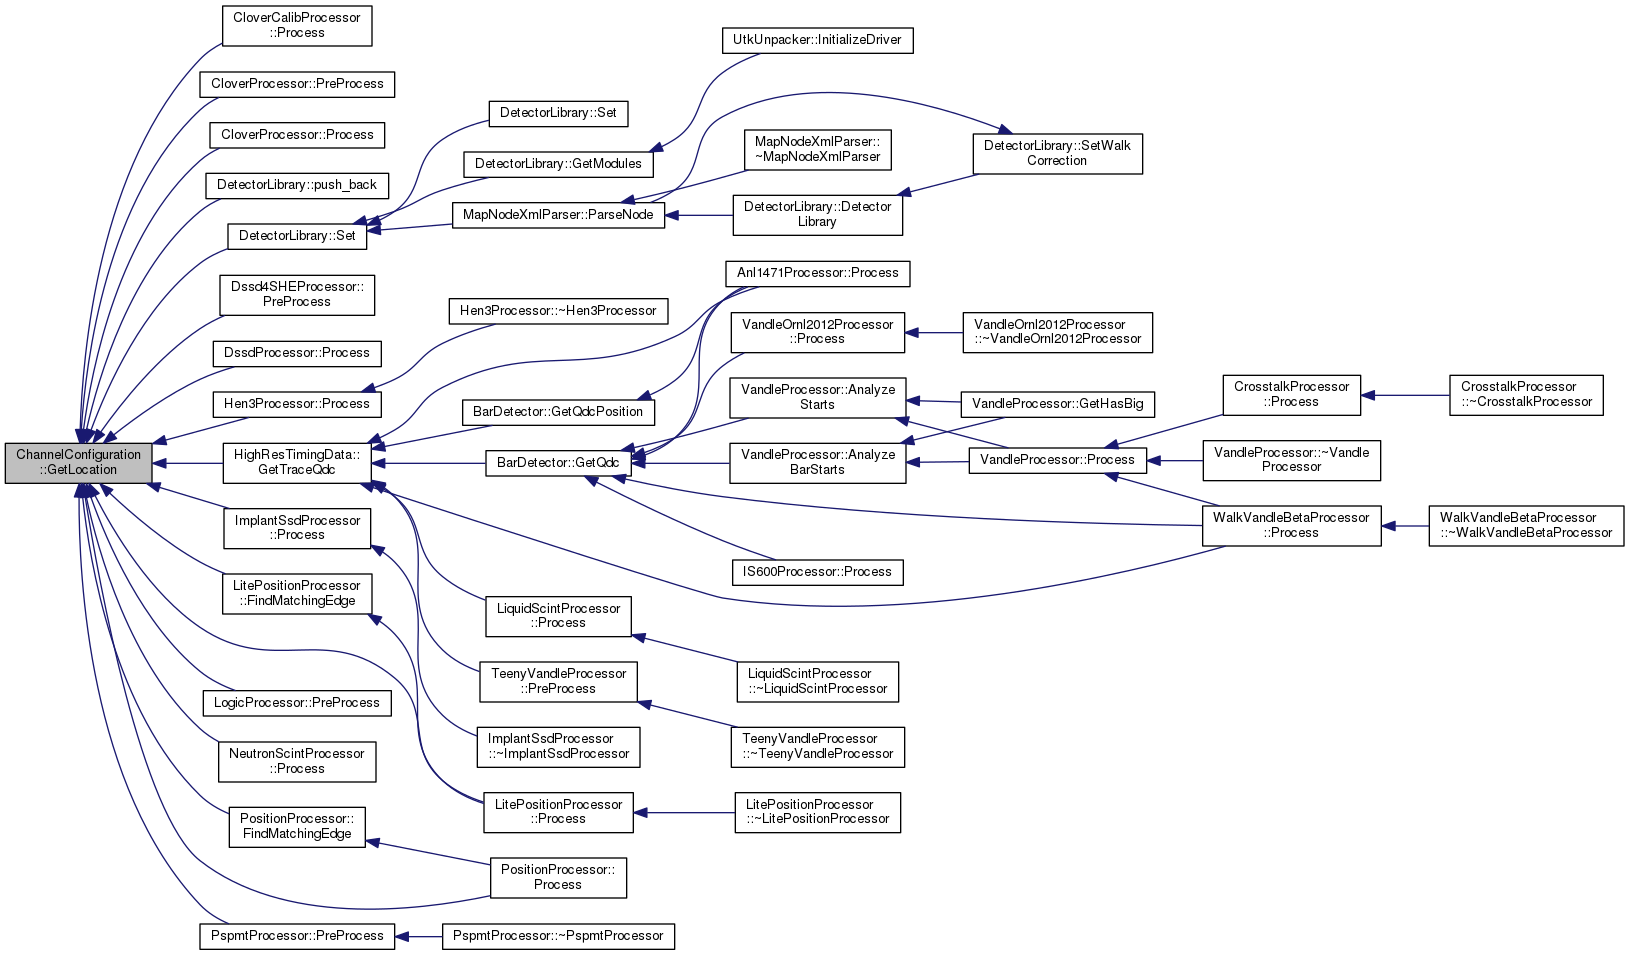 ChannelConfiguration
::GetLocation
CloverCalibProcessor
::Process
CloverProcessor::PreProcess
CloverProcessor::Process
DetectorLibrary::push_back
DetectorLibrary::Set
Dssd4SHEProcessor::
PreProcess
DssdProcessor::Process
Hen3Processor::Process
HighResTimingData::
GetTraceQdc
ImplantSsdProcessor
::Process
LitePositionProcessor
::FindMatchingEdge
LogicProcessor::PreProcess
NeutronScintProcessor
::Process
PositionProcessor::
FindMatchingEdge
PspmtProcessor::PreProcess
DetectorLibrary::Set
DetectorLibrary::GetModules
MapNodeXmlParser::ParseNode
Hen3Processor::~Hen3Processor
BarDetector::GetQdcPosition
BarDetector::GetQdc
LiquidScintProcessor
::Process
TeenyVandleProcessor
::PreProcess
ImplantSsdProcessor
::~ImplantSsdProcessor
LitePositionProcessor
::Process
PositionProcessor::
Process
PspmtProcessor::~PspmtProcessor
UtkUnpacker::InitializeDriver
MapNodeXmlParser::
~MapNodeXmlParser
DetectorLibrary::Detector
Library
Anl1471Processor::Process
VandleOrnl2012Processor
::Process
VandleProcessor::Analyze
Starts
VandleProcessor::Analyze
BarStarts
IS600Processor::Process
LiquidScintProcessor
::~LiquidScintProcessor
TeenyVandleProcessor
::~TeenyVandleProcessor
LitePositionProcessor
::~LitePositionProcessor
DetectorLibrary::SetWalk
Correction
VandleOrnl2012Processor
::~VandleOrnl2012Processor
VandleProcessor::GetHasBig
VandleProcessor::Process
CrosstalkProcessor
::Process
VandleProcessor::~Vandle
Processor
WalkVandleBetaProcessor
::Process
CrosstalkProcessor
::~CrosstalkProcessor
WalkVandleBetaProcessor
::~WalkVandleBetaProcessor